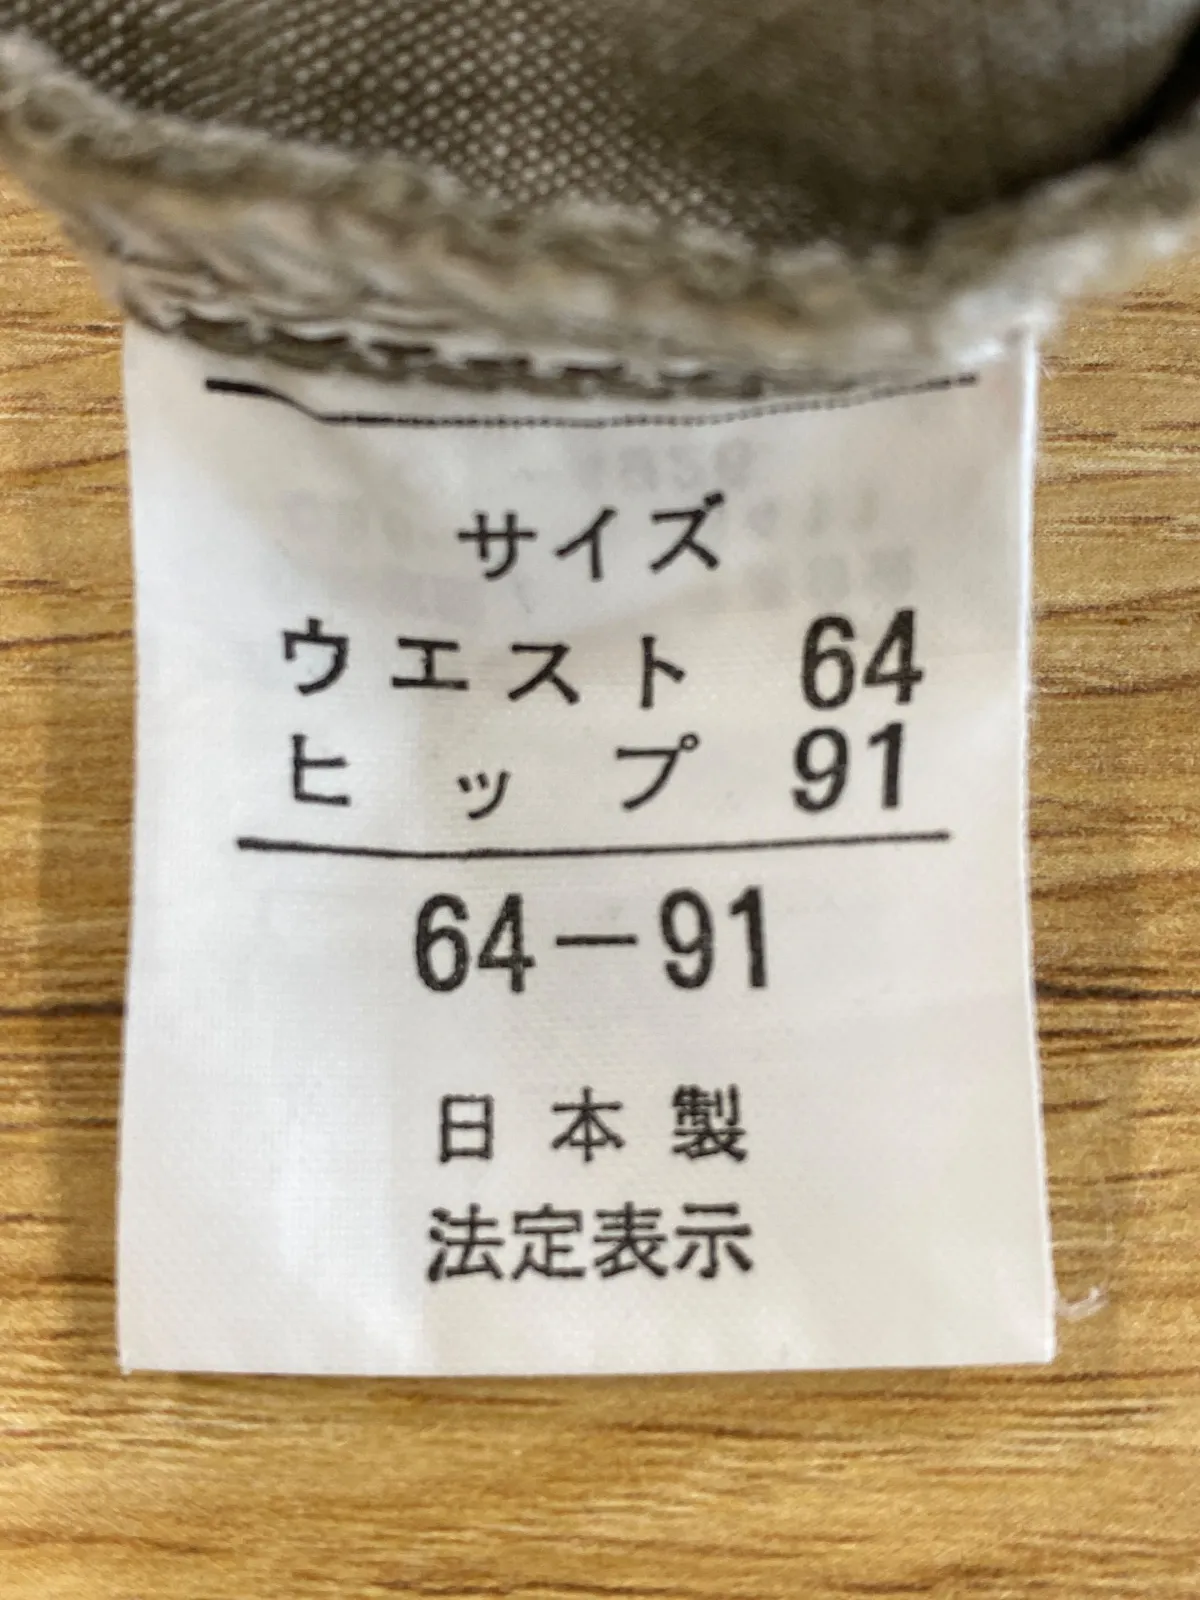 サイズ
ウエスト 64
ヒップ 91
64－91
日本製
法定表示